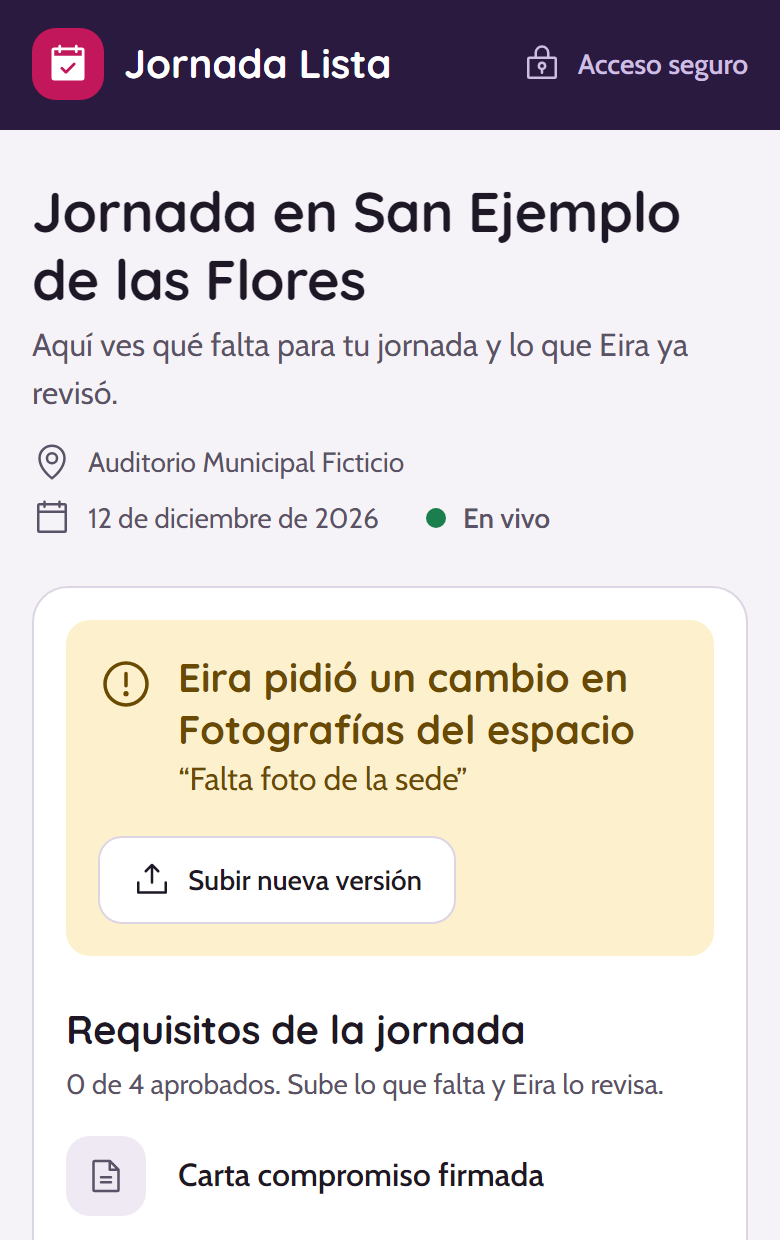 Jornada Lista
Acceso seguro
Jornada en San Ejemplo
de las Flores
Aquí ves qué falta para tu jornada y lo que Eira ya
revisó.
Auditorio Municipal Ficticio
12 de diciembre de 2026
En vivo
Eira pidió un cambio en
Fotografías del espacio
“Falta foto de la sede”
Subir nueva versión
Requisitos de la jornada
0 de 4 aprobados. Sube lo que falta y Eira lo revisa.
Carta compromiso firmada